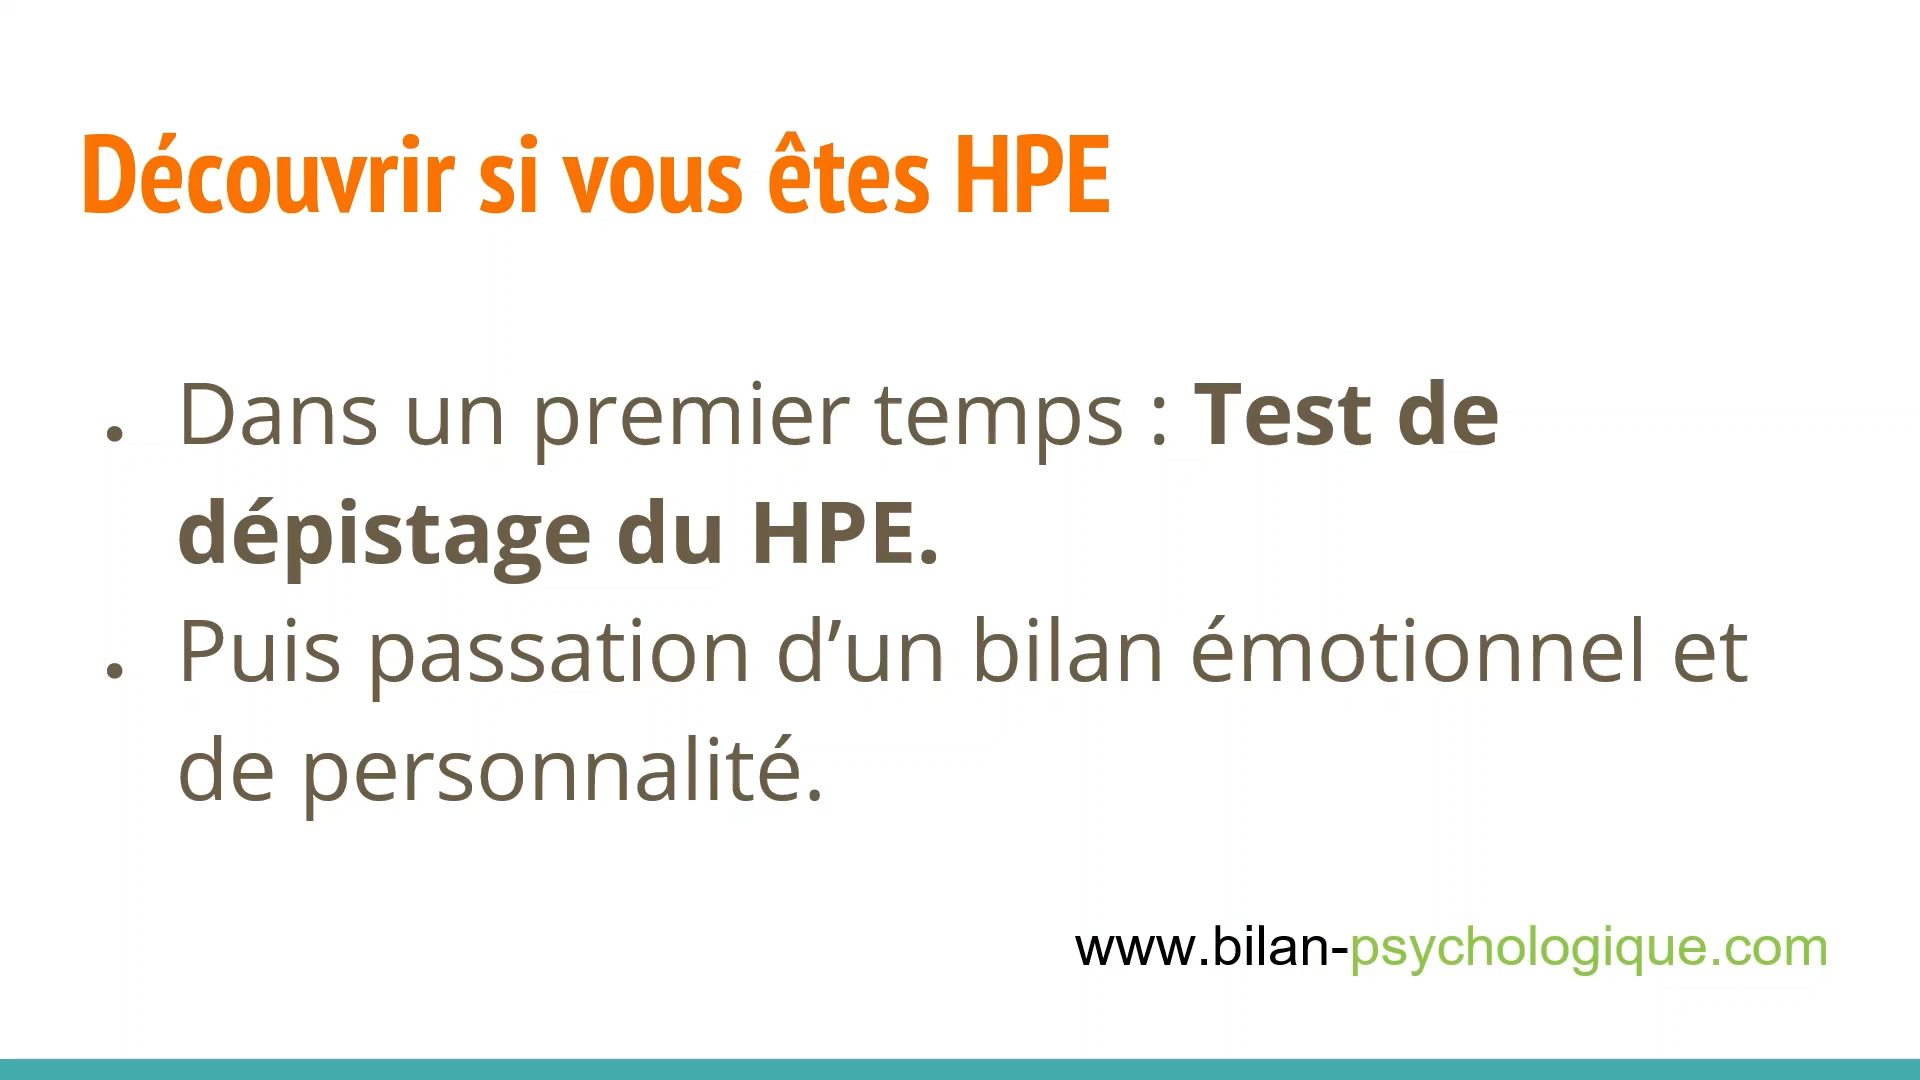 Découvrir si vous êtes HPE
• Dans un premier temps : Test de
dépistage du HPE.
• Puis passation d’un bilan émotionnel et
de personnalité.
www.bilan-psychologique.com